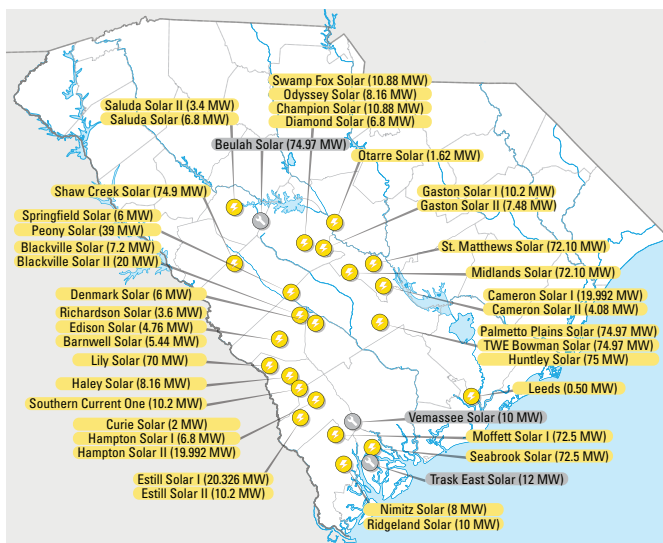 Swamp Fox Solar (10.88 MW)
Odyssey Solar (8.16 MW)
Champion Solar (10.88 MW)
Diamond Solar (6.8 MW)
Saluda Solar II (3.4 MW)
Saluda Solar (6.8 MW)
Beulah Solar (74.97 MW)
Otarre Solar (1.62 MW)
Shaw Creek Solar (74.9 MW)
Gaston Solar I (10.2 MW)
Gaston Solar II (7.48 MW)
Springfield Solar (6 MW)
Peony Solar (39 MW)
Blackville Solar (7.2 MW)
Blackville Solar II (20 MW)
St. Matthews Solar (72.10 MW)
Midlands Solar (72.10 MW)
Denmark Solar (6 MW)
Cameron Solar I (19.992 MW)
Cameron Solar II (4.08 MW)
Richardson Solar (3.6 MW)
Edison Solar (4.76 MW)
Barnwell Solar (5.44 MW)
Palmetto Plains Solar (74.97 MW)
TWE Bowman Solar (74.97 MW)
Huntley Solar (75 MW)
Lily Solar (70 MW)
Haley Solar (8.16 MW)
Leeds (0.50 MW)
Southern Current One (10.2 MW)
Vemassee Solar (10 MW)
Curie Solar (2 MW)
Hampton Solar I (6.8 MW)
Hampton Solar II (19.992 MW)
Moffett Solar I (72.5 MW)
Seabrook Solar (72.5 MW)
Estill Solar I (20.326 MW)
Estill Solar II (10.2 MW)
Trask East Solar (12 MW)
Nimitz Solar (8 MW)
Ridgeland Solar (10 MW)